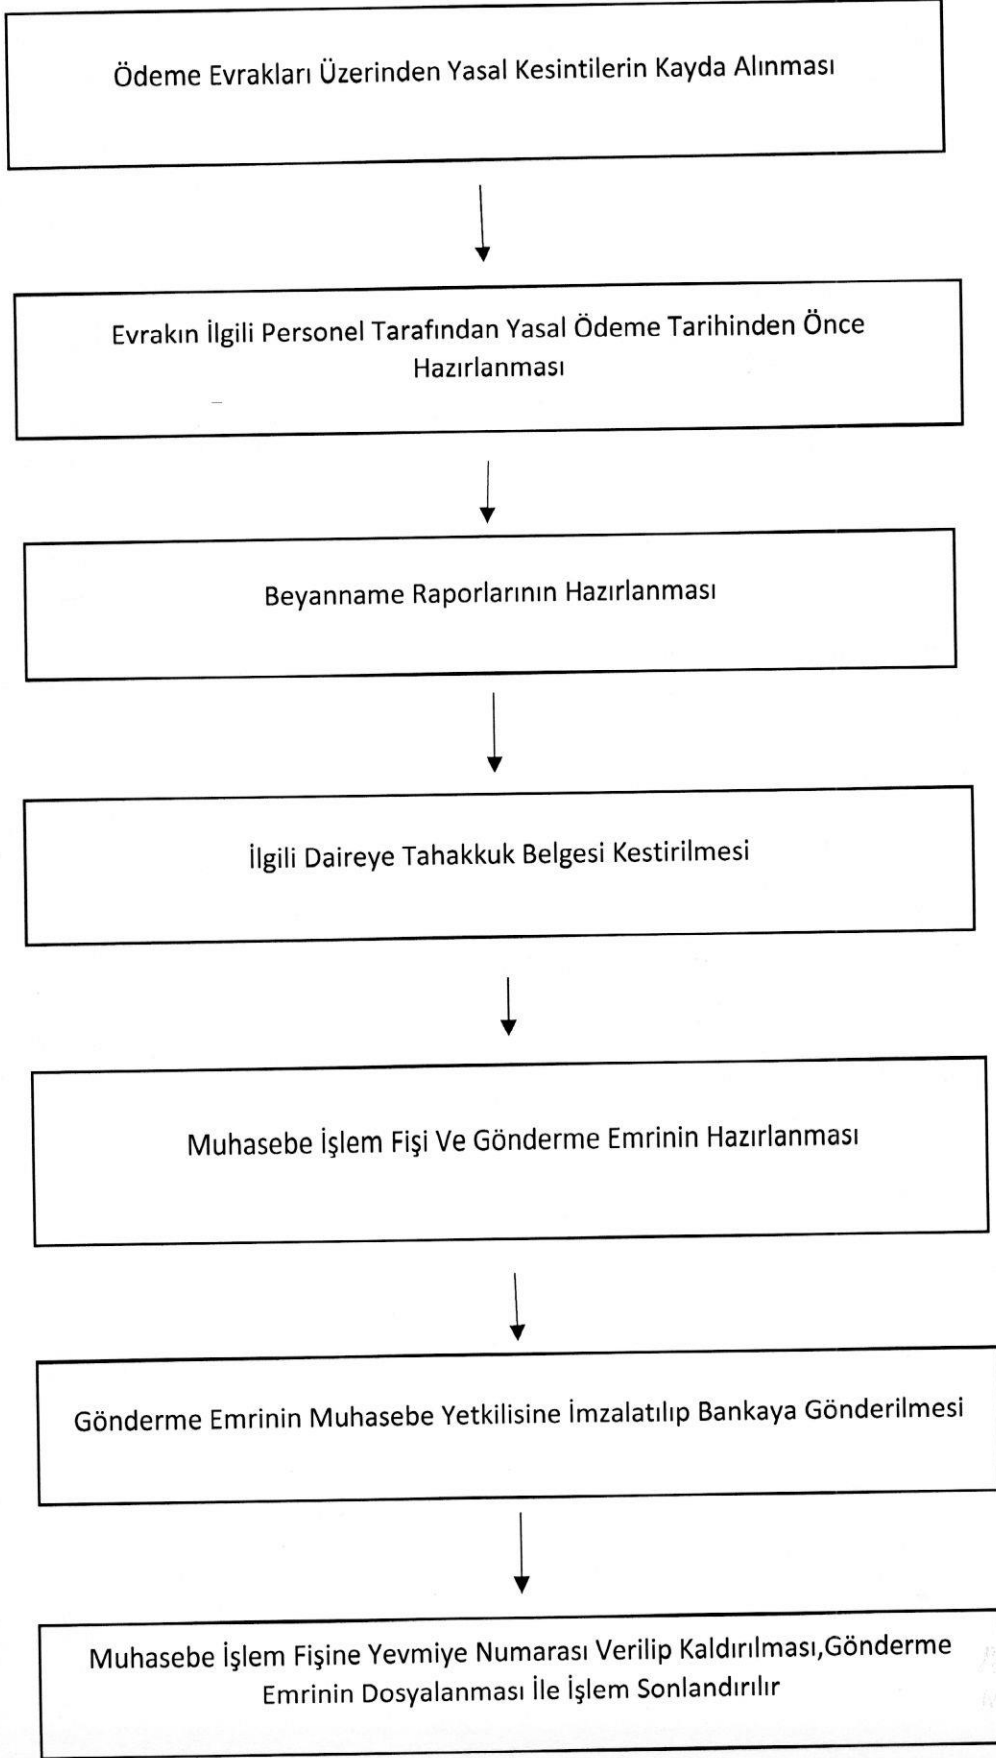 Ödeme Evrakları Üzerinden Yasal Kesintilerin Kayda Alınması
Evrakın İlgili Personel Tarafından Yasal Ödeme Tarihinden Önce
Hazırlanması
Beyanname Raporlarının Hazırlanması
İlgili Daireye Tahakkuk Belgesi Kestirilmesi
Muhasebe İşlem Fişi Ve Gönderme Emrinin Hazırlanması
Gönderme Emrinin Muhasebe Yetkilisine İmzalatılıp Bankaya Gönderilmesi
Muhasebe İşlem Fişine Yevmiye Numarası Verilip Kaldırılması,Gönderme
Emrinin Dosyalanması İle İşlem Sonlandırılır